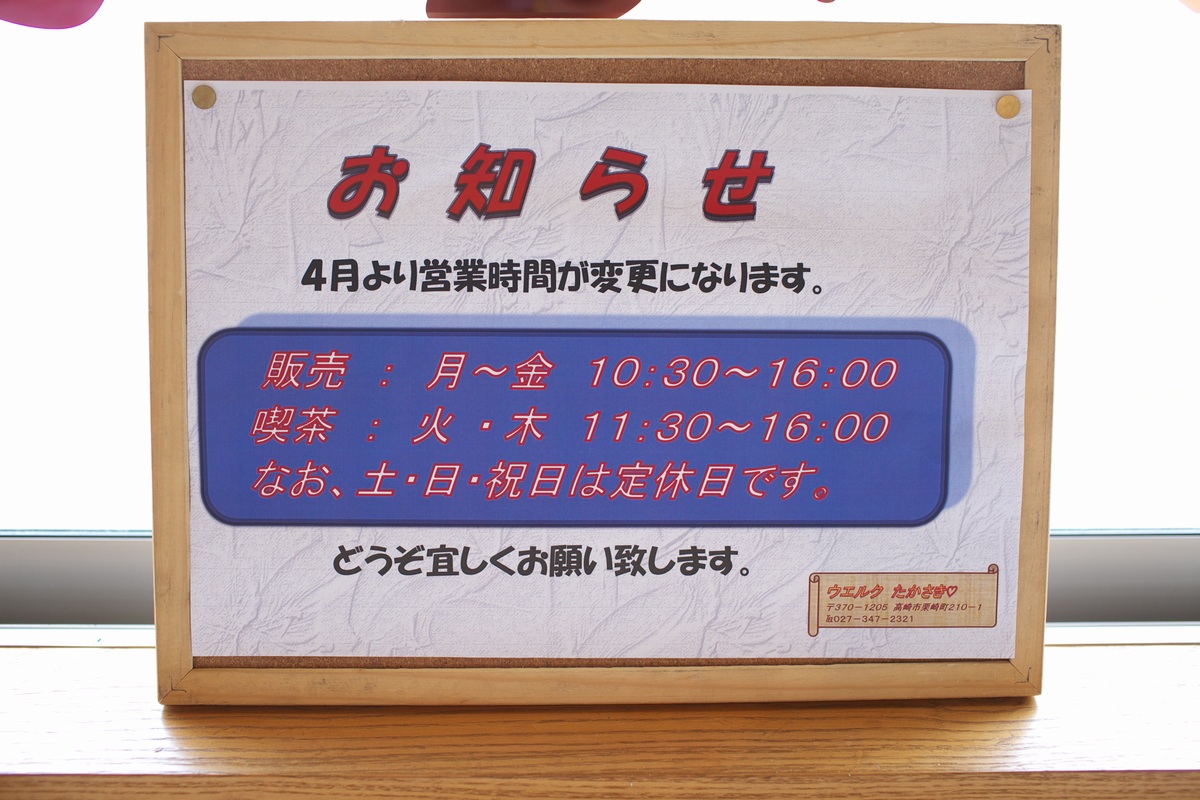 お知らせ
4月より営業時間が変更になります。
販売 : 月～金 10:30～16:00
喫茶 : 火・木 11:30～16:00
なお、土・日・祝日は定休日です。
どうぞ宜しくお願い致します。
ウエルク たかさき♡
〒370-1205 高崎市栗崎町210-1
℡027-347-2321